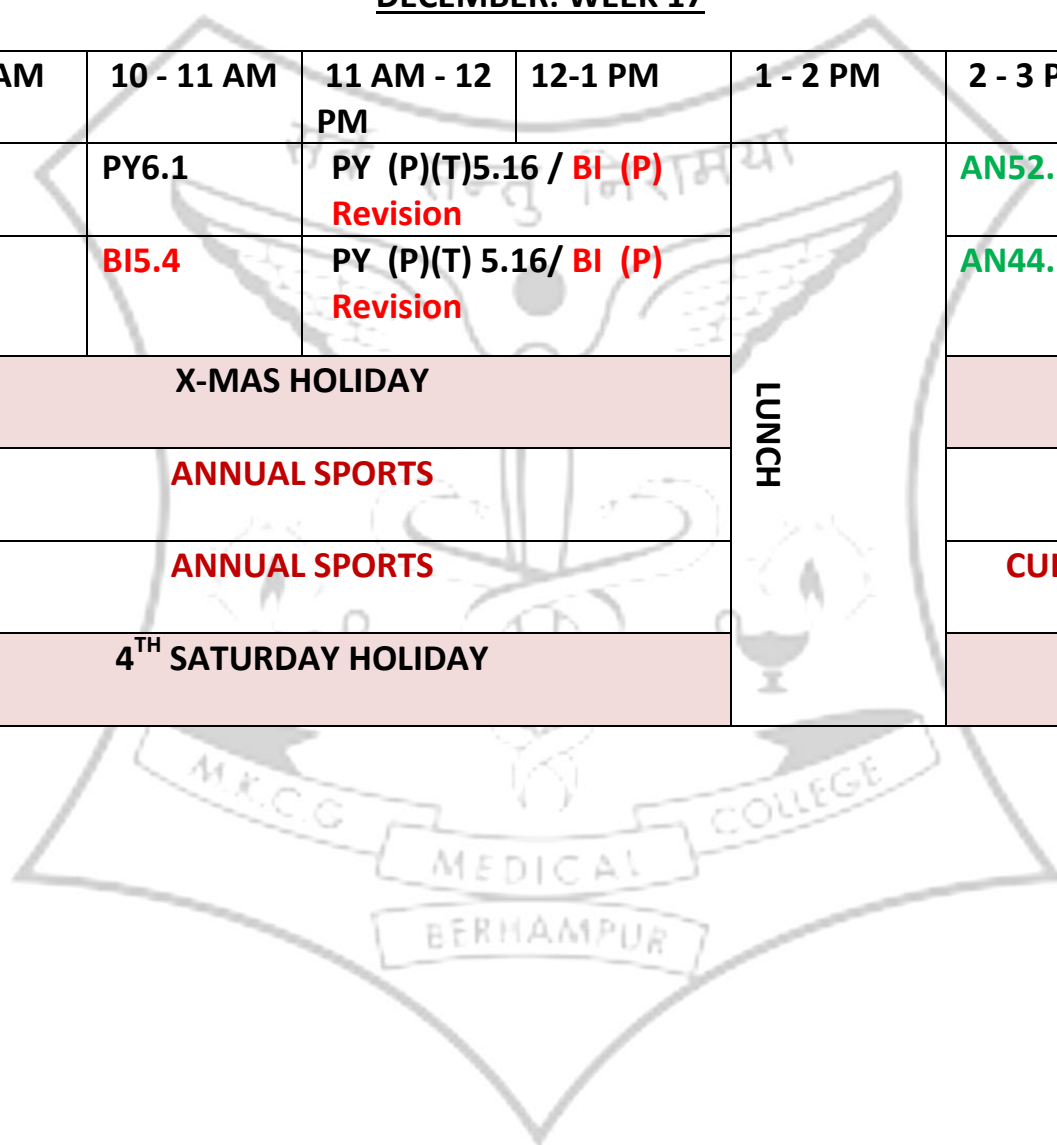 DECEMBER: WEEK 17
AM 10 - 11 AM 11 AM - 12 12-1 PM 1 - 2 PM 2 - 3 P
PM
PY6.1 PY (P)(T)5.16 / BI (P) AN52.
Revision
BI5.4 PY (P)(T) 5.16/ BI (P) AN44.
Revision
X-MAS HOLIDAY
LUNCH
ANNUAL SPORTS
ANNUAL SPORTS CUL
4TH SATURDAY HOLIDAY
M.K.C.G MEDICAL COLLEGE
BERHAMPUR